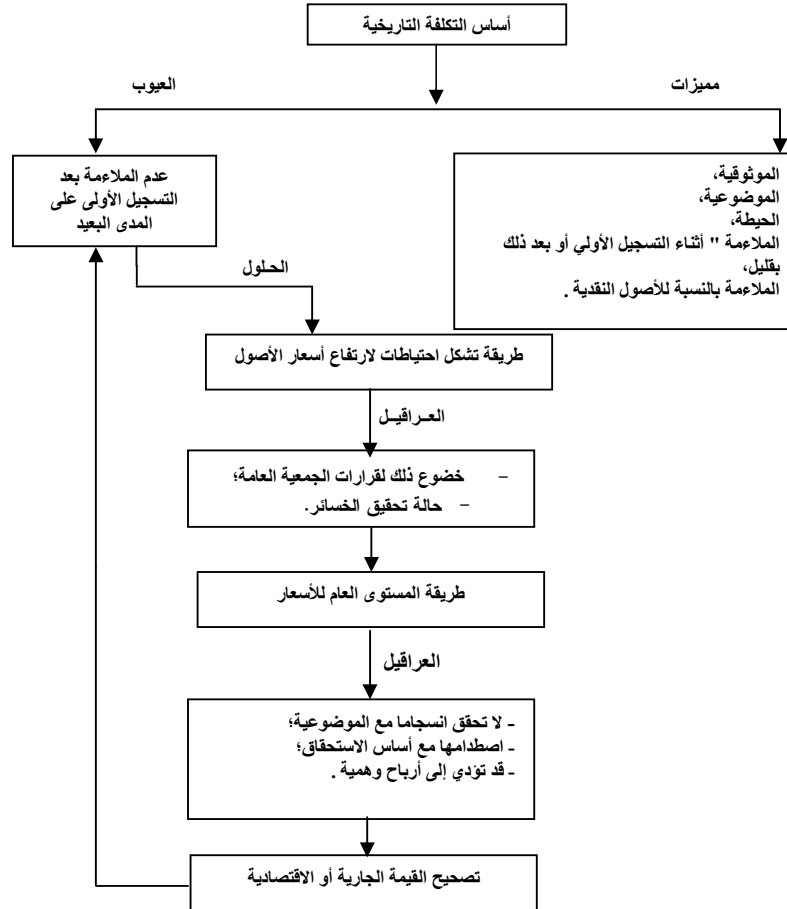 أساس التكلفة التاريخية
مميزات
العيوب
الموثوقية،
الموضوعية،
الحيطة،
الملاءمة " أثناء التسجيل الأولي أو بعد ذلك
بقليل،
الملاءمة بالنسبة للأصول النقدية .
عدم الملاءمة بعد
التسجيل الأولى على
المدى البعيد
الحلول
طريقة تشكل احتياطات لارتفاع أسعار الأصول
العـراقيـل
- خضوع ذلك لقرارات الجمعية العامة؛
- حالة تحقيق الخسائر.
طريقة المستوى العام للأسعار
العراقيل
- لا تحقق انسجاما مع الموضوعية؛
- اصطدامها مع أساس الاستحقاق؛
- قد تؤدي إلى أرباح وهمية .
تصحيح القيمة الجارية أو الاقتصادية